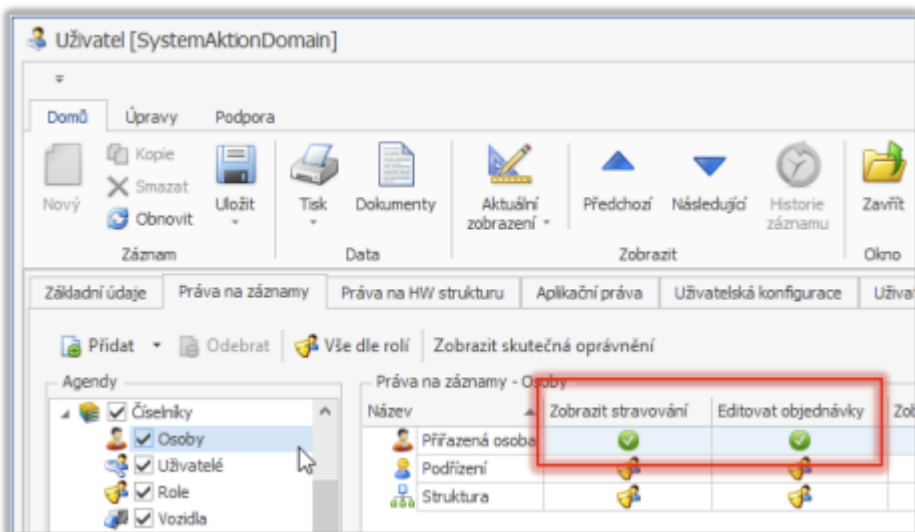 Uživatel [SystemAktionDomain]
Domů Úpravy Podpora
Nový
Kopie
Smazat
Obnovit
Uložit
Tisk
Dokumenty
Aktuální
zobrazení
Předchozí
Následující
Historie
záznamu
Zavřít
Záznam Data Zobrazit Okno
Základní údaje Práva na záznamy Práva na HW strukturu Aplikační práva Uživatelská konfigurace
Přidat Odebrat Vše dle rolí Zobrazit skutečná oprávnění
Agendy Práva na záznamy - Osoby
Číselníky Název Zobrazit stravování Editovat objednávky
Osoby Přiřazená osoba
Uživatelé Podřízení
Role Struktura
Vozidla